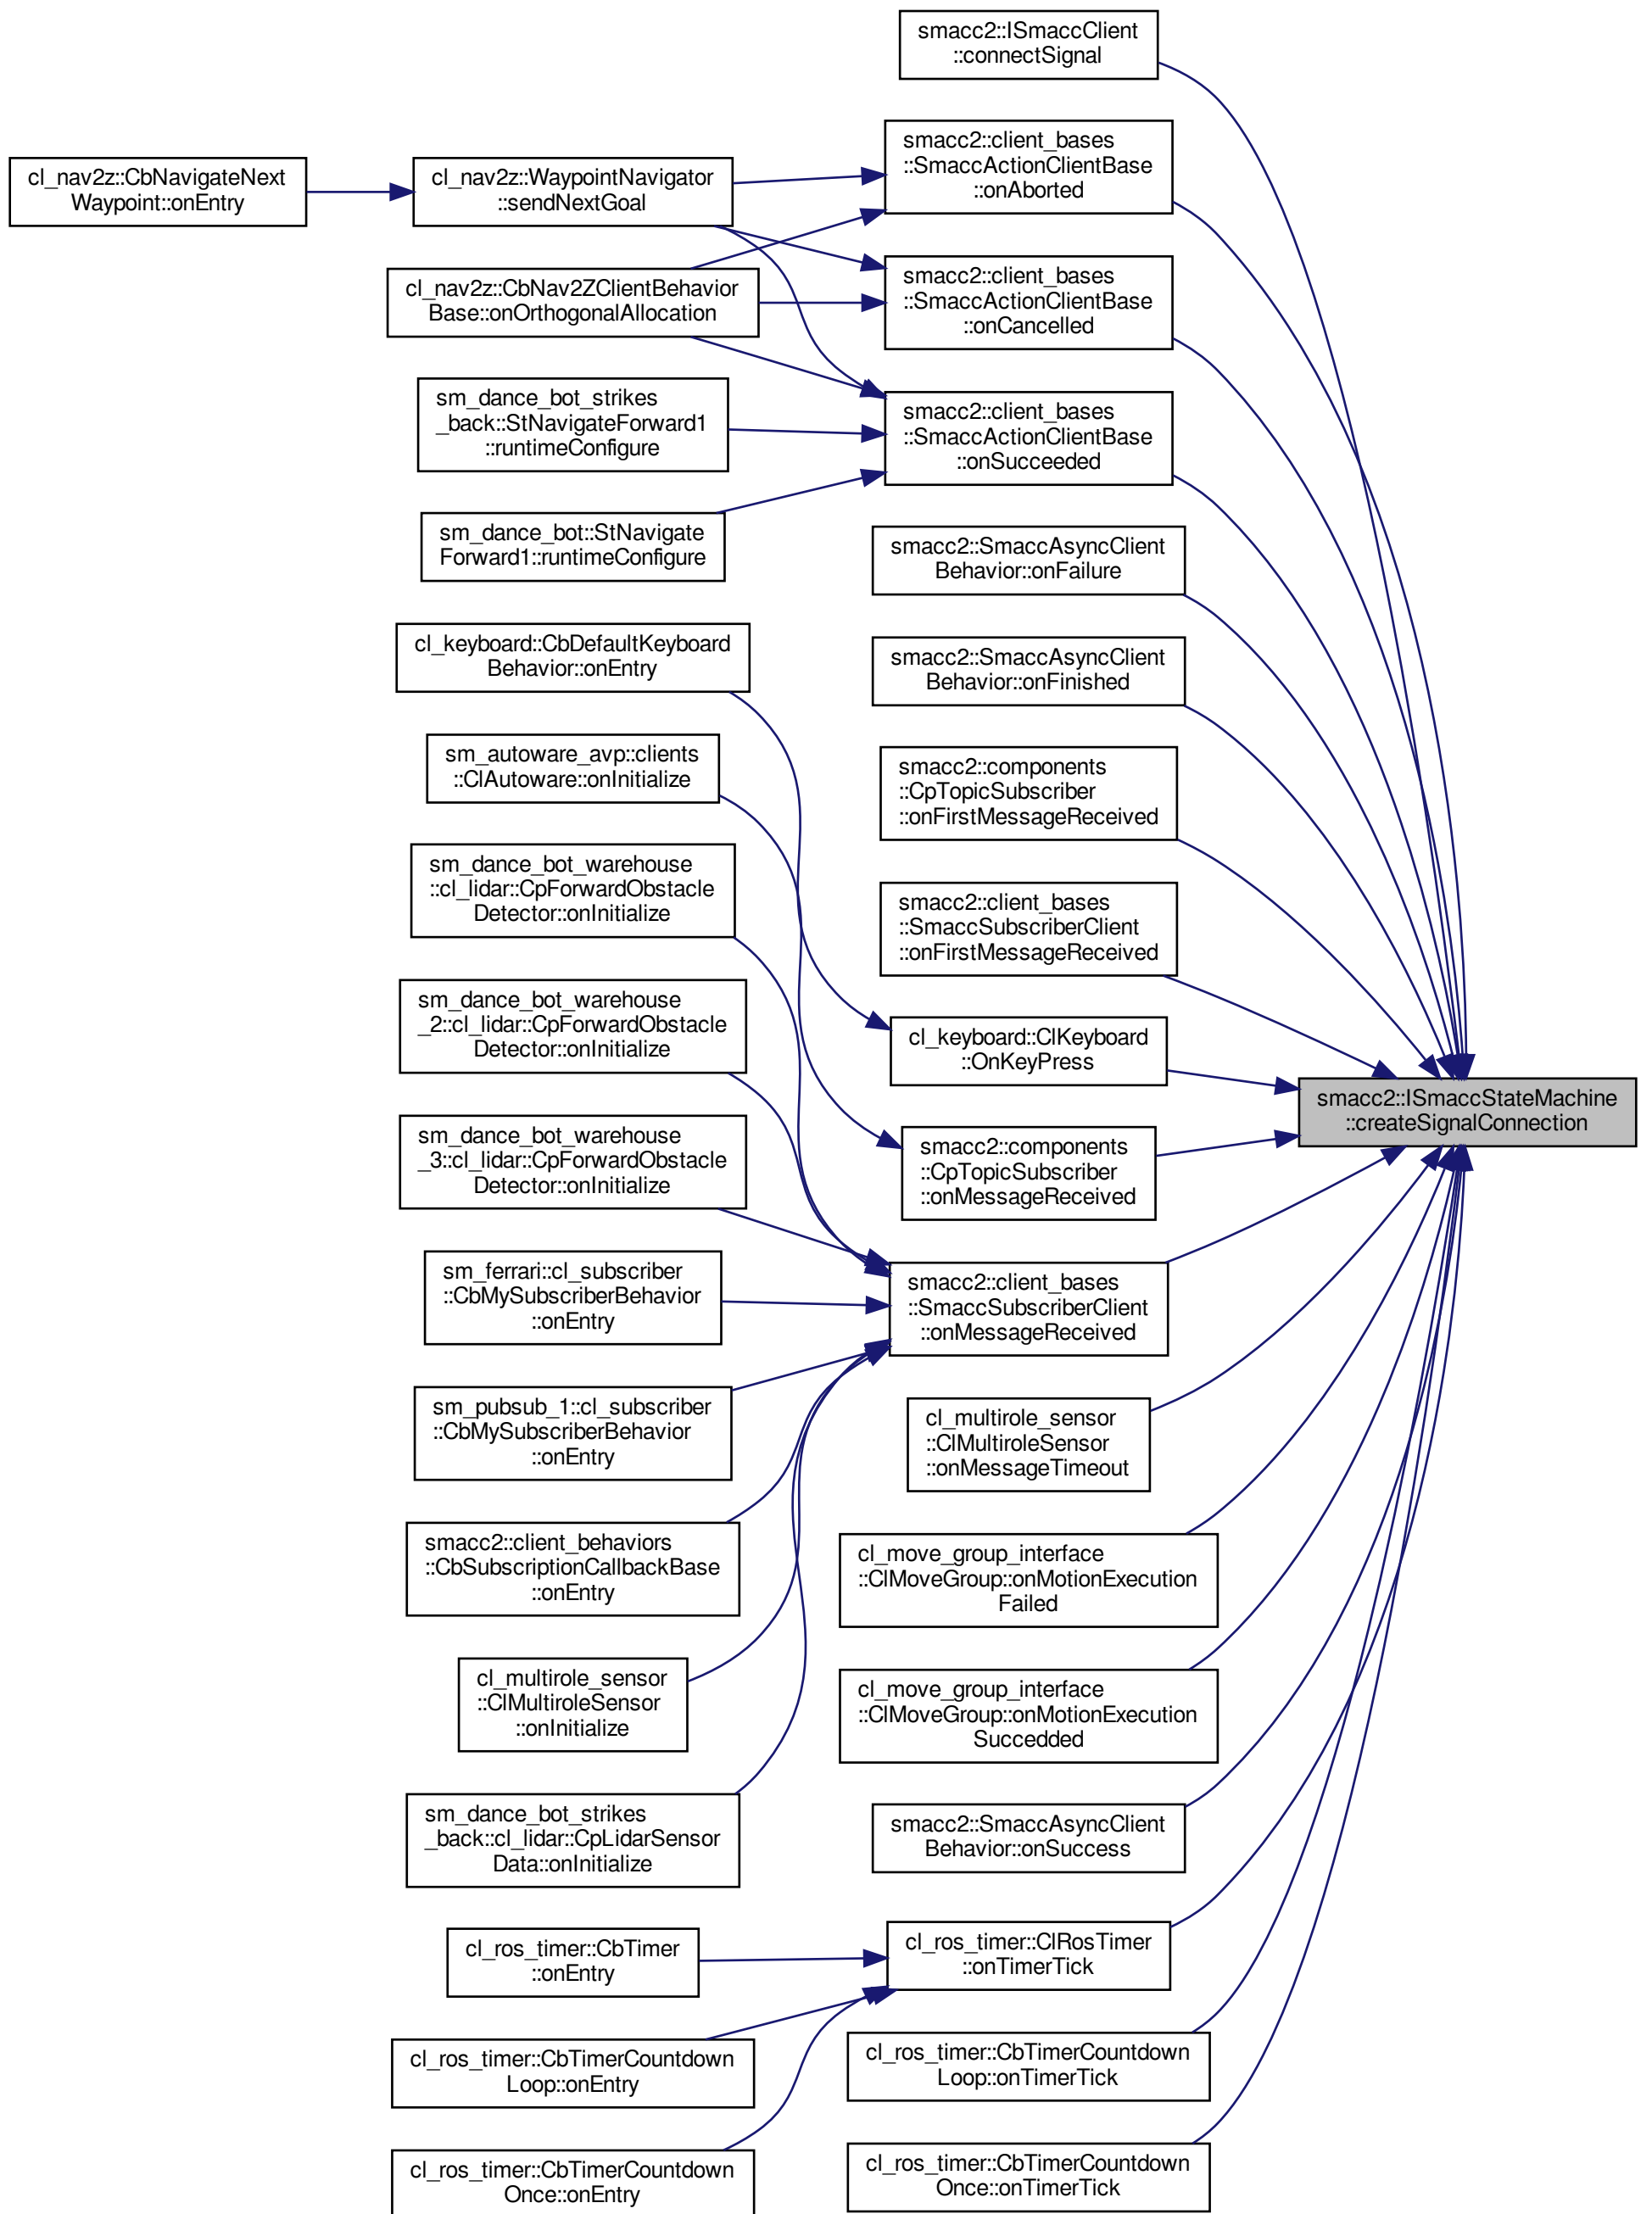 smacc2::ISmaccClient
::connectSignal
smacc2::client_bases
::SmaccActionClientBase
::onAborted
cl_nav2z::CbNavigateNext
Waypoint::onEntry
cl_nav2z::WaypointNavigator
::sendNextGoal
smacc2::client_bases
::SmaccActionClientBase
::onCancelled
cl_nav2z::CbNav2ZClientBehavior
Base::onOrthogonalAllocation
sm_dance_bot_strikes
_back::StNavigateForward1
::runtimeConfigure
smacc2::client_bases
::SmaccActionClientBase
::onSucceeded
sm_dance_bot::StNavigate
Forward1::runtimeConfigure
smacc2::SmaccAsyncClient
Behavior::onFailure
cl_keyboard::CbDefaultKeyboard
Behavior::onEntry
smacc2::SmaccAsyncClient
Behavior::onFinished
sm_autoware_avp::clients
::ClAutoware::onInitialize
smacc2::components
::CpTopicSubscriber
::onFirstMessageReceived
sm_dance_bot_warehouse
::cl_lidar::CpForwardObstacle
Detector::onInitialize
smacc2::client_bases
::SmaccSubscriberClient
::onFirstMessageReceived
sm_dance_bot_warehouse
_2::cl_lidar::CpForwardObstacle
Detector::onInitialize
cl_keyboard::ClKeyboard
::OnKeyPress
smacc2::ISmaccStateMachine
::createSignalConnection
sm_dance_bot_warehouse
_3::cl_lidar::CpForwardObstacle
Detector::onInitialize
smacc2::components
::CpTopicSubscriber
::onMessageReceived
sm_ferrari::cl_subscriber
::CbMySubscriberBehavior
::onEntry
smacc2::client_bases
::SmaccSubscriberClient
::onMessageReceived
sm_pubsub_1::cl_subscriber
::CbMySubscriberBehavior
::onEntry
cl_multirole_sensor
::ClMultiroleSensor
::onMessageTimeout
smacc2::client_behaviors
::CbSubscriptionCallbackBase
::onEntry
cl_move_group_interface
::ClMoveGroup::onMotionExecution
Failed
cl_multirole_sensor
::ClMultiroleSensor
::onInitialize
cl_move_group_interface
::ClMoveGroup::onMotionExecution
Succedded
sm_dance_bot_strikes
_back::cl_lidar::CpLidarSensor
Data::onInitialize
smacc2::SmaccAsyncClient
Behavior::onSuccess
cl_ros_timer::CbTimer
::onEntry
cl_ros_timer::ClRosTimer
::onTimerTick
cl_ros_timer::CbTimerCountdown
Loop::onEntry
cl_ros_timer::CbTimerCountdown
Loop::onTimerTick
cl_ros_timer::CbTimerCountdown
Once::onEntry
cl_ros_timer::CbTimerCountdown
Once::onTimerTick